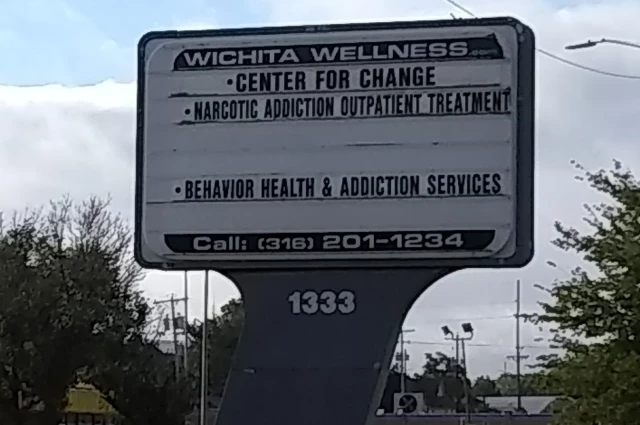 WICHITA WELLNESS
•CENTER FOR CHANGE
•NARCOTIC ADDICTION OUTPATIENT TREATMENT
•BEHAVIOR HEALTH & ADDICTION SERVICES
Call: (316) 201-1234
1333